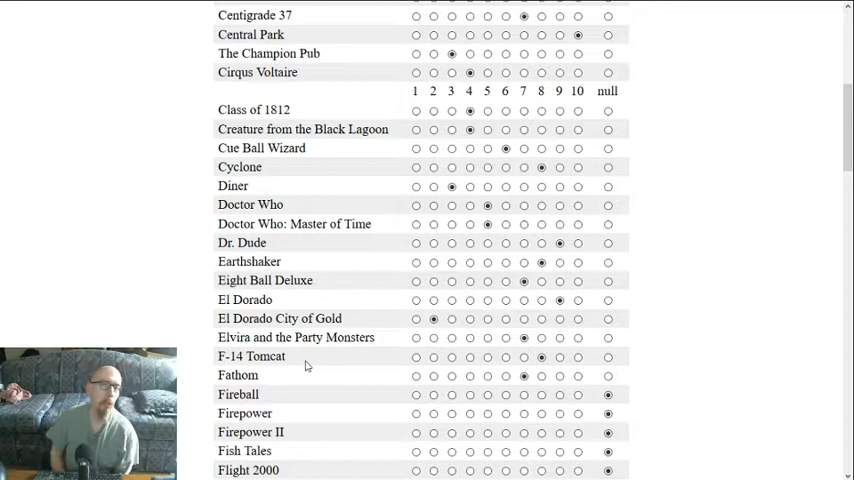 Centigrade 37
Central Park
The Champion Pub
Cirqus Voltaire
1 2 3 4 5 6 7 8 9 10 null
Class of 1812
Creature from the Black Lagoon
Cue Ball Wizard
Cyclone
Diner
Doctor Who
Doctor Who: Master of Time
Dr. Dude
Earthshaker
Eight Ball Deluxe
El Dorado
El Dorado City of Gold
Elvira and the Party Monsters
F-14 Tomcat
Fathom
Fireball
Firepower
Firepower II
Fish Tales
Flight 2000